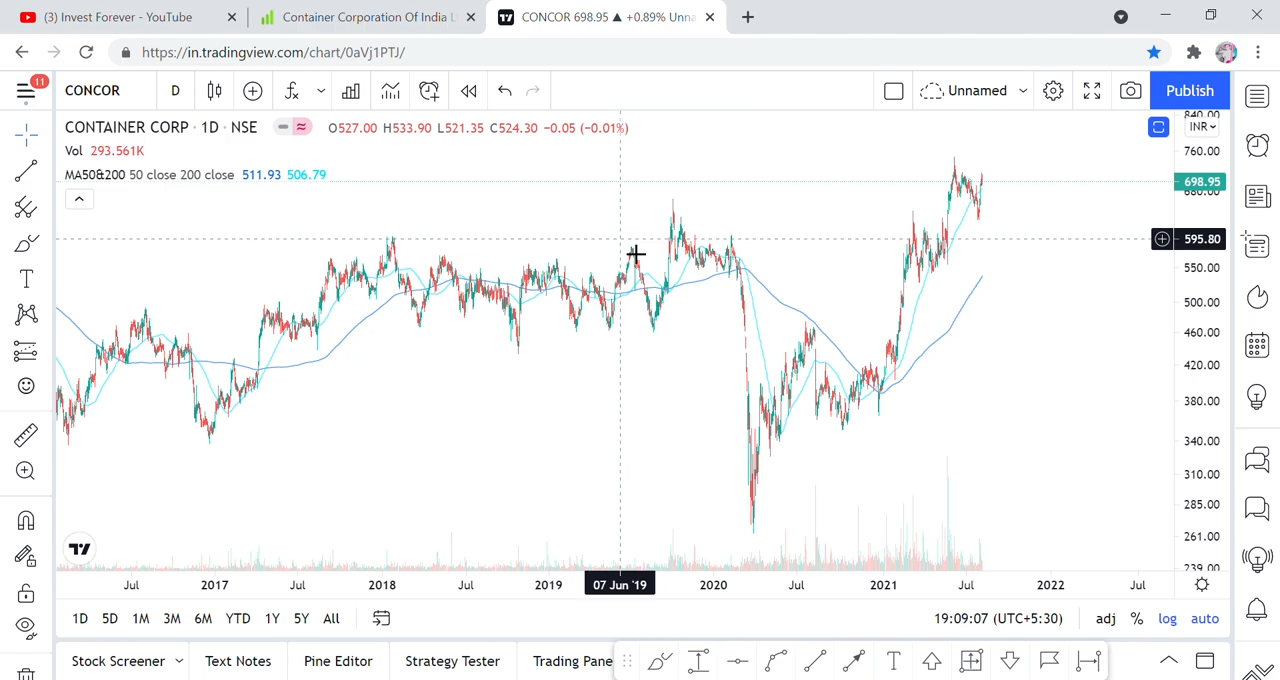 (3) Invest Forever - YouTube
Container Corporation Of India L
CONCOR 698.95 ▲ +0.89% Unna
https://in.tradingview.com/chart/0aVj1PTJ/
11
CONCOR
D
Unnamed
Publish
CONTAINER CORP · 1D · NSE
O527.00 H533.90 L521.35 C524.30 −0.05 (−0.01%)
Vol 293.561K
MA50&200 50 close 200 close 511.93 506.79
840.00
INR
760.00
698.95
680.00
595.80
550.00
500.00
460.00
420.00
380.00
340.00
310.00
285.00
261.00
239.00
Jul
2017
Jul
2018
Jul
2019
07 Jun '19
2020
Jul
2021
Jul
2022
Jul
1D 5D 1M 3M 6M YTD 1Y 5Y All
19:09:07 (UTC+5:30)
adj % log auto
Stock Screener
Text Notes
Pine Editor
Strategy Tester
Trading Pane